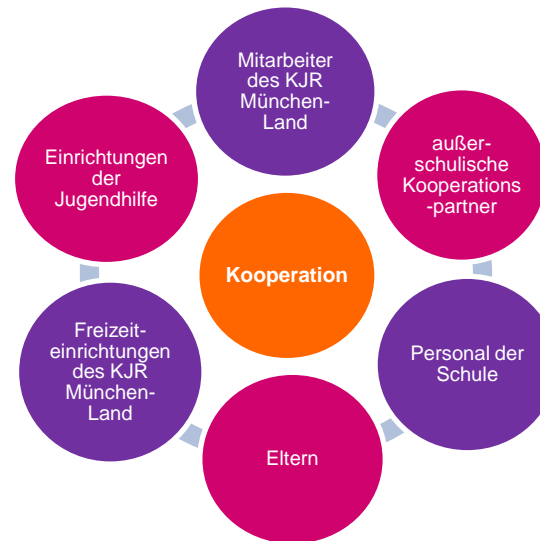 Mitarbeiter
des KJR
München-
Land
außer-
schulische
Kooperations
-partner
Personal der
Schule
Eltern
Freizeit-
einrichtungen
des KJR
München-
Land
Einrichtungen
der
Jugendhilfe
Kooperation